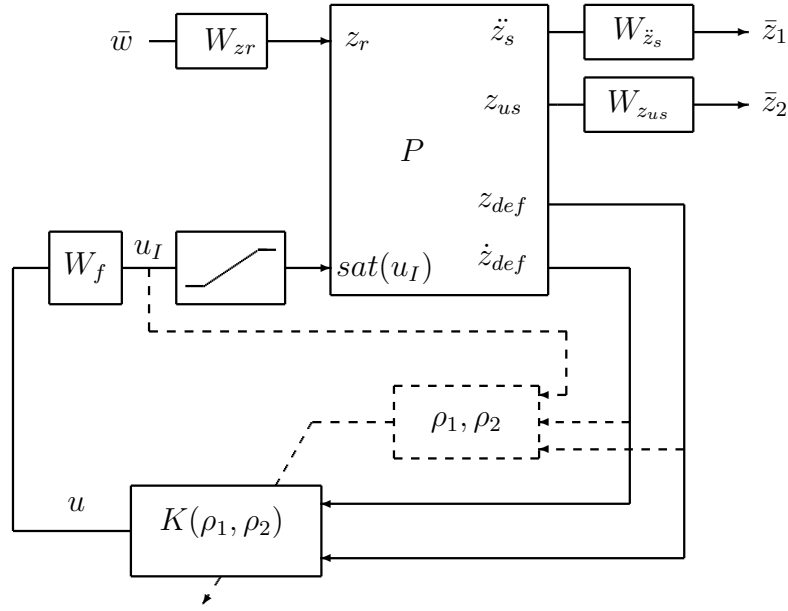 w̄ W_{zr} z_r z̈_s W_{z̈_s} z̄_1
z_{us} W_{z_{us}} z̄_2
P
z_{def}
W_f u_I sat(u_I) ż_{def}
ρ_1, ρ_2
u K(ρ_1, ρ_2)